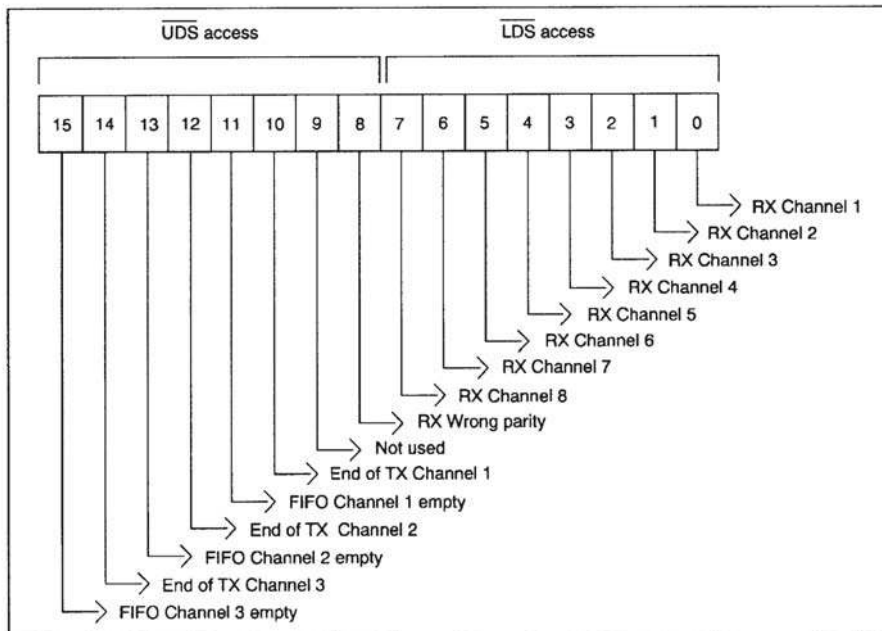 UDS access LDS access
15 14 13 12 11 10 9 8 7 6 5 4 3 2 1 0
RX Channel 1
RX Channel 2
RX Channel 3
RX Channel 4
RX Channel 5
RX Channel 6
RX Channel 7
RX Channel 8
RX Wrong parity
Not used
End of TX Channel 1
FIFO Channel 1 empty
End of TX Channel 2
FIFO Channel 2 empty
End of TX Channel 3
FIFO Channel 3 empty